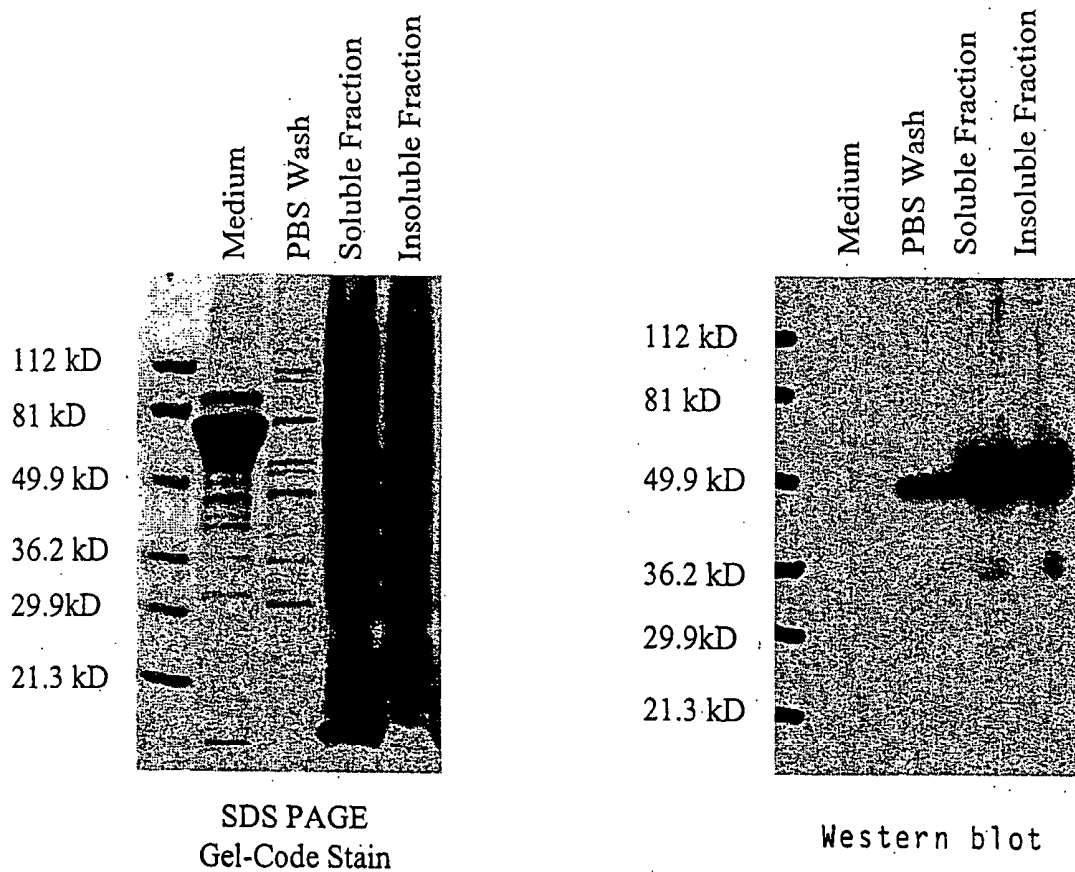 Medium
PBS Wash
Soluble Fraction
Insoluble Fraction
112 kD
81 kD
49.9 kD
36.2 kD
29.9kD
21.3 kD
SDS PAGE
Gel-Code Stain
Medium
PBS Wash
Soluble Fraction
Insoluble Fraction
112 kD
81 kD
49.9 kD
36.2 kD
29.9kD
21.3 kD
Western blot